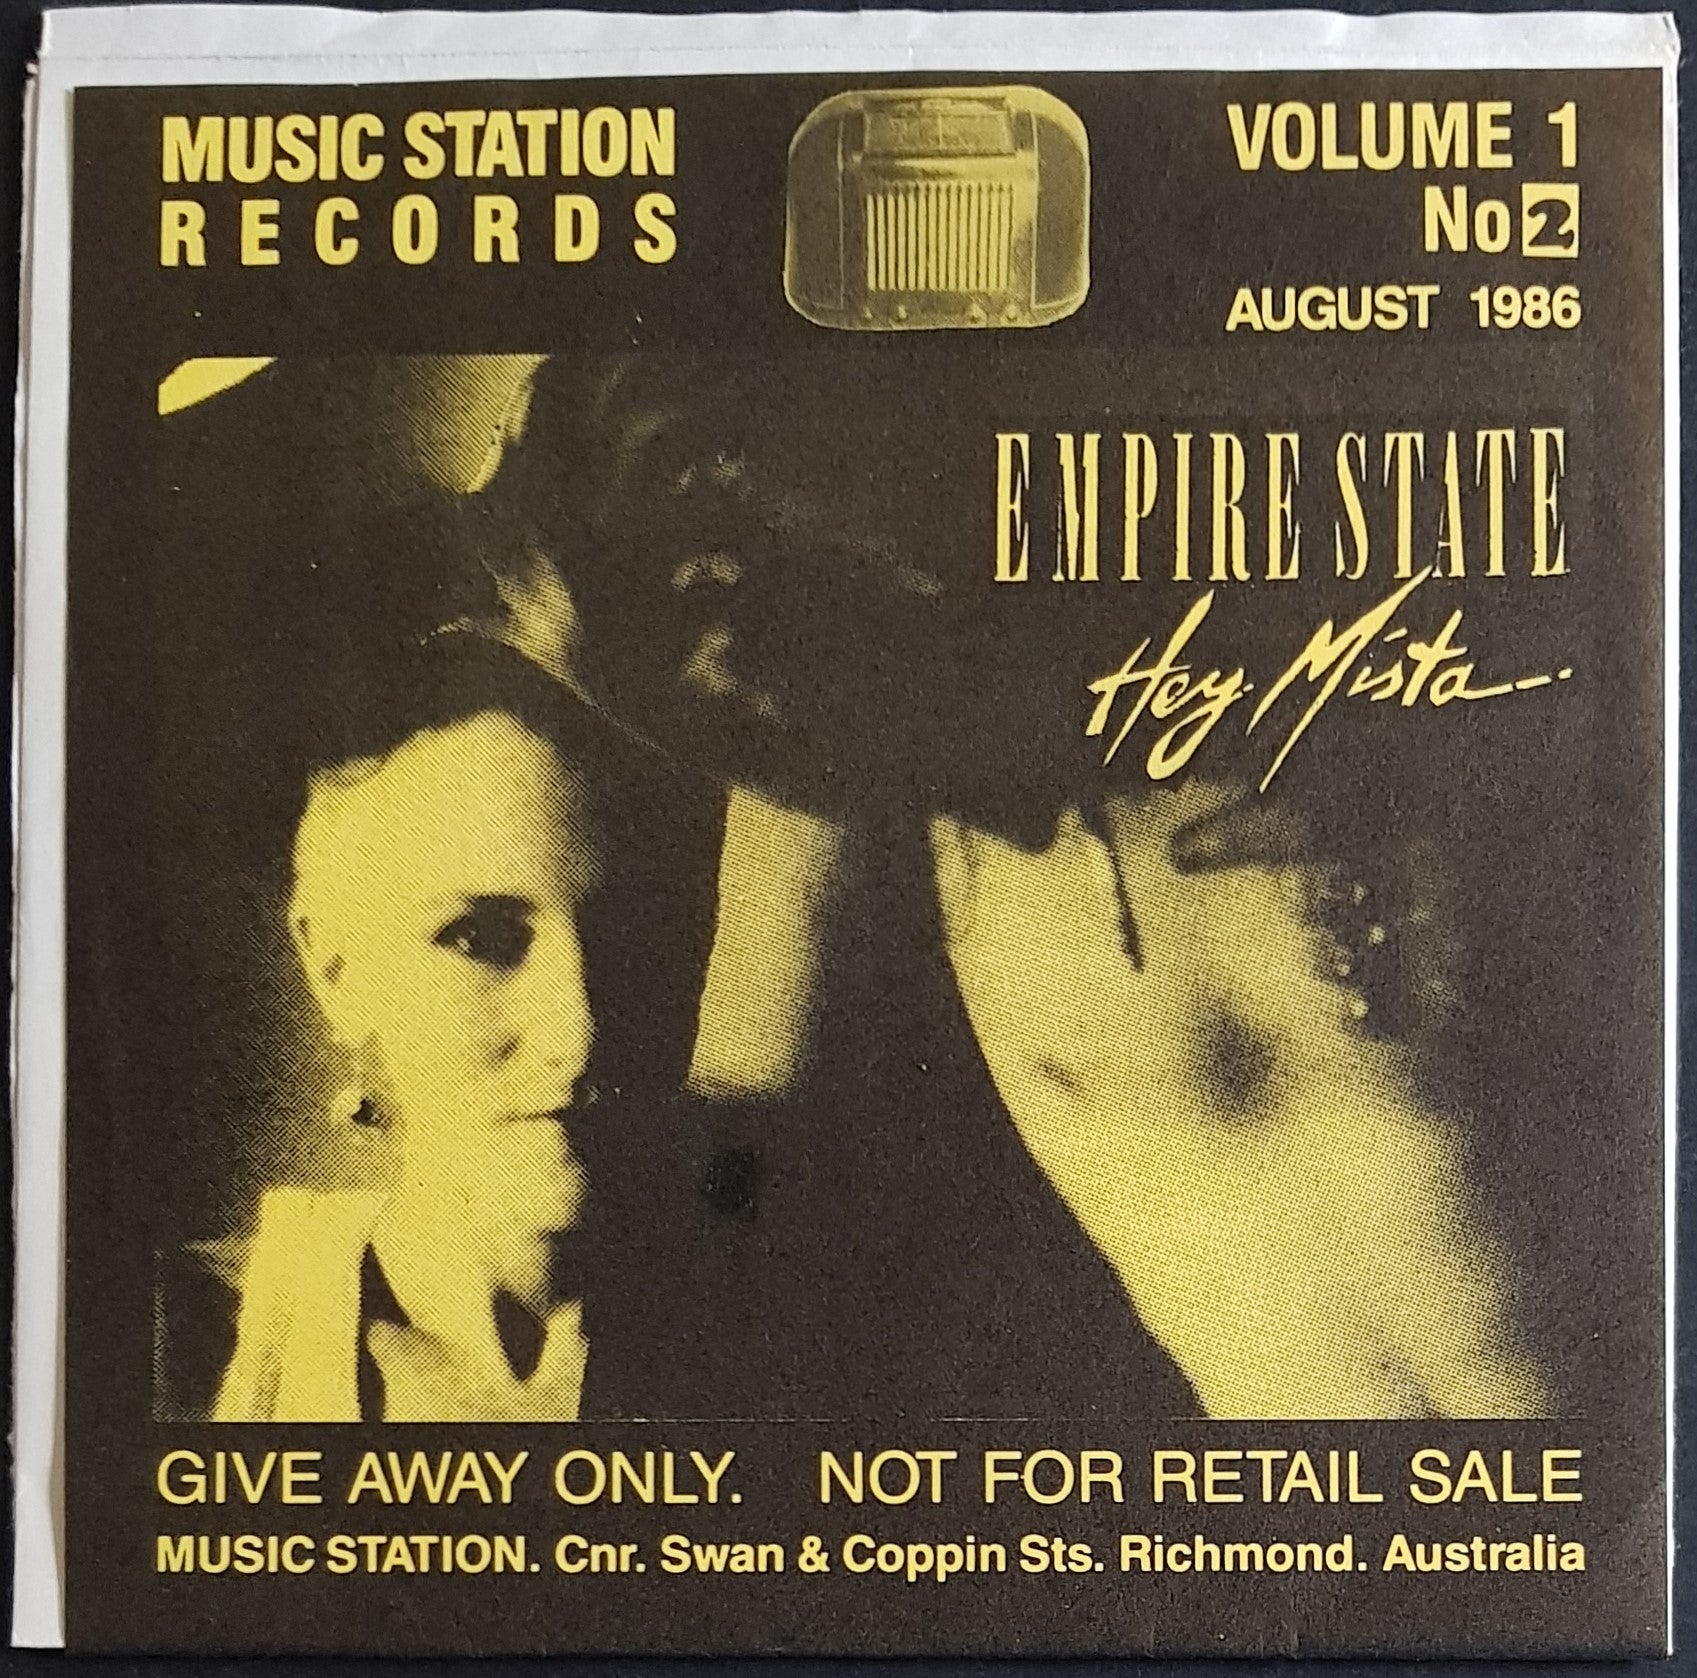 MUSIC STATION
RECORDS
VOLUME 1
No 2
AUGUST 1986
EMPIRE STATE
Hey Mista---
GIVE AWAY ONLY. NOT FOR RETAIL SALE
MUSIC STATION. Cnr. Swan & Coppin Sts. Richmond. Australia